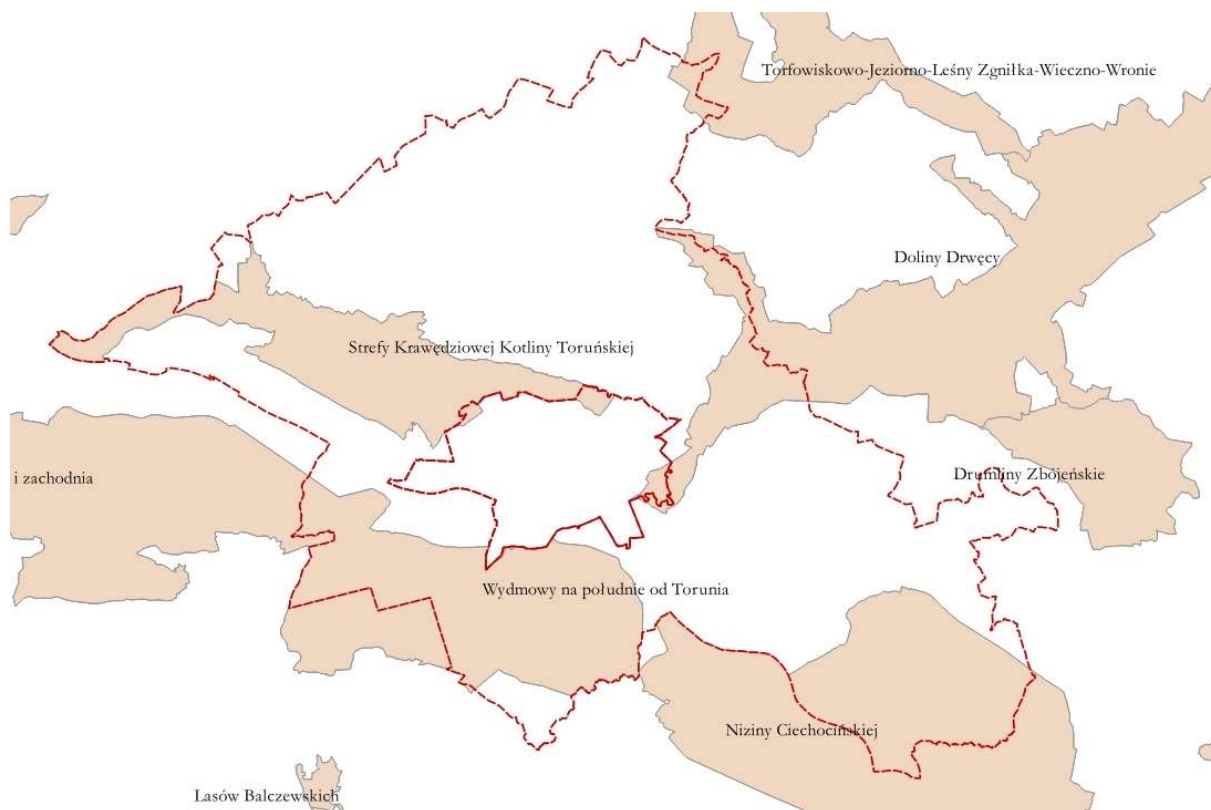 Torfowiskowo-Jeziorno-Leśny Zgniłka-Wieczno-Wronie
Doliny Drwęcy
Strefy Krawędziowej Kotliny Toruńskiej
i zachodnia
Drumliny Zbójeńskie
Wydmowy na południe od Torunia
Niziny Ciechocińskiej
Lasów Balczewskich